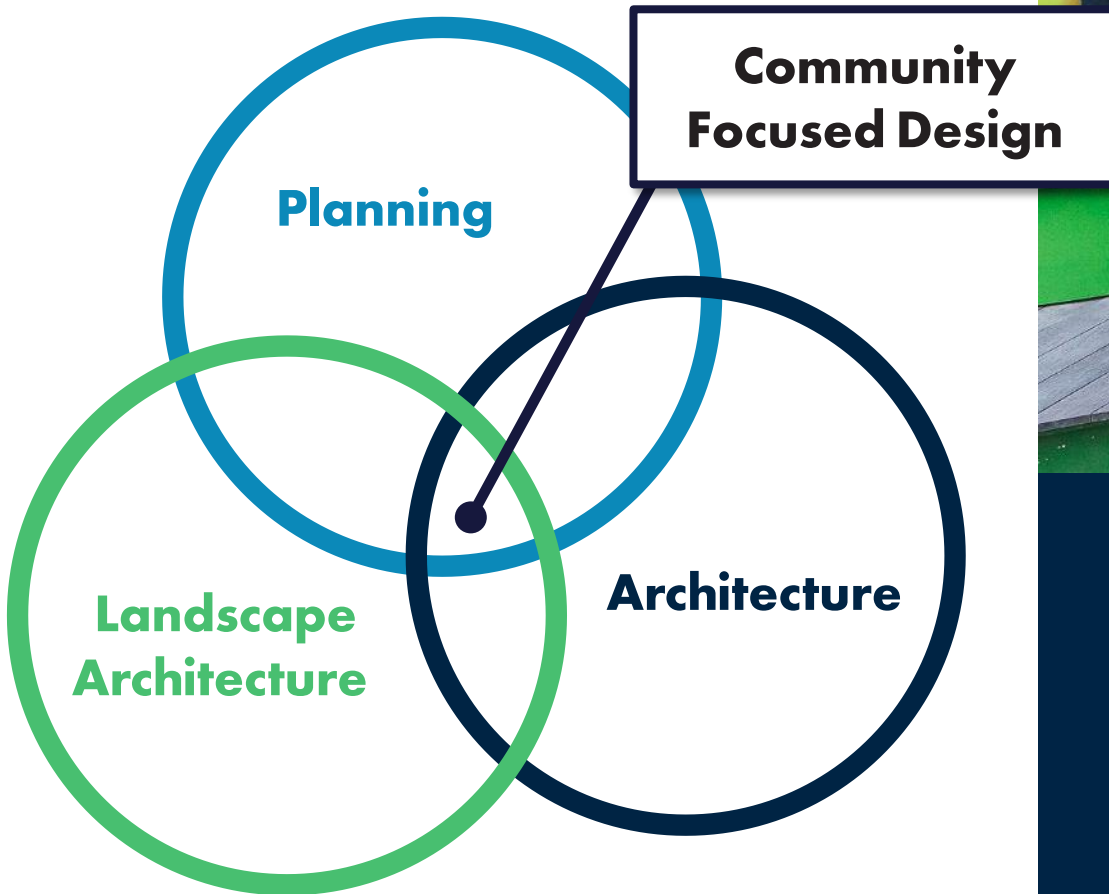 Community
Focused Design
Planning
Architecture
Landscape
Architecture